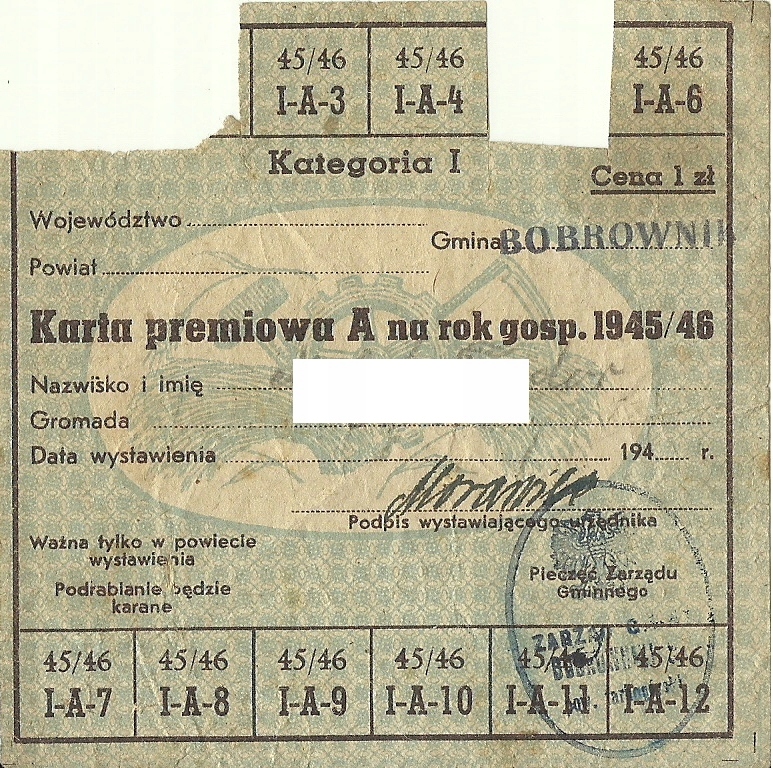 45/46 45/46 45/46
I-A-3 I-A-4 I-A-6
Kategoria I
Cena 1 zł
Województwo
Gmina BOBROWNIK
Powiat
Karta premiowa A na rok gosp. 1945/46
Nazwisko i imię
Gromada
Data wystawienia 194 r.
Podpis wystawiającego urzędnika
Ważna tylko w powiecie
wystawienia
Podrabianie będzie
karane
Pieczęć Zarządu
Gminnego
ZARZĄD
45/46 45/46 45/46 45/46 45/46 45/46
I-A-7 I-A-8 I-A-9 I-A-10 I-A-11 I-A-12